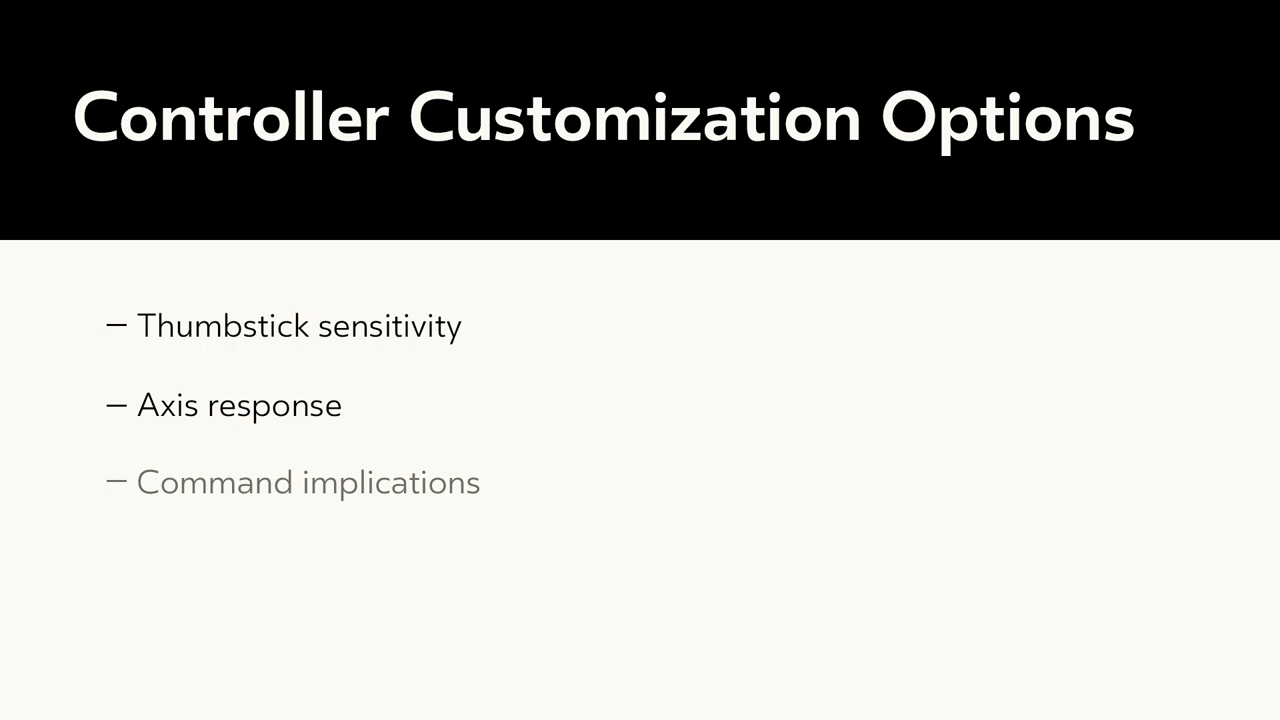 Controller Customization Options
– Thumbstick sensitivity
– Axis response
– Command implications